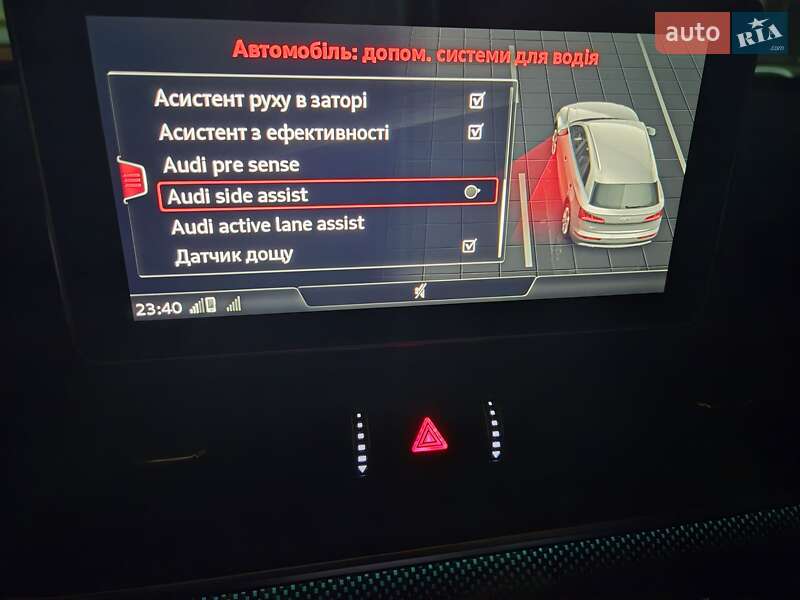 auto RIA .com
Автомобіль: допом. системи для водія
Асистент руху в заторі
Асистент з ефективності
Audi pre sense
Audi side assist
Audi active lane assist
Датчик дощу
23:40